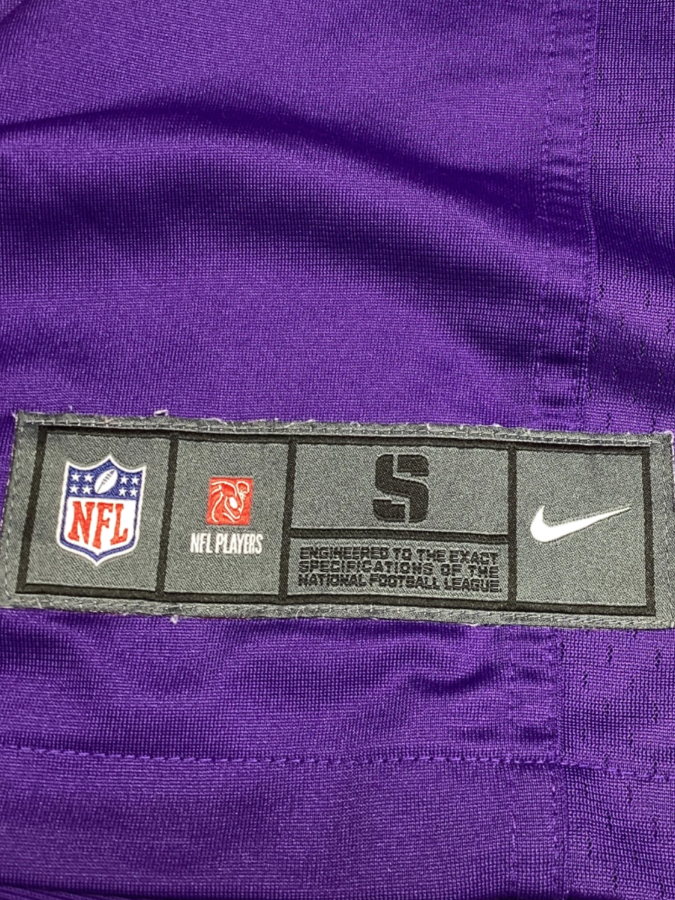 NFL
NFL PLAYERS
S
ENGINEERED TO THE EXACT
SPECIFICATIONS OF THE
NATIONAL FOOTBALL LEAGUE.